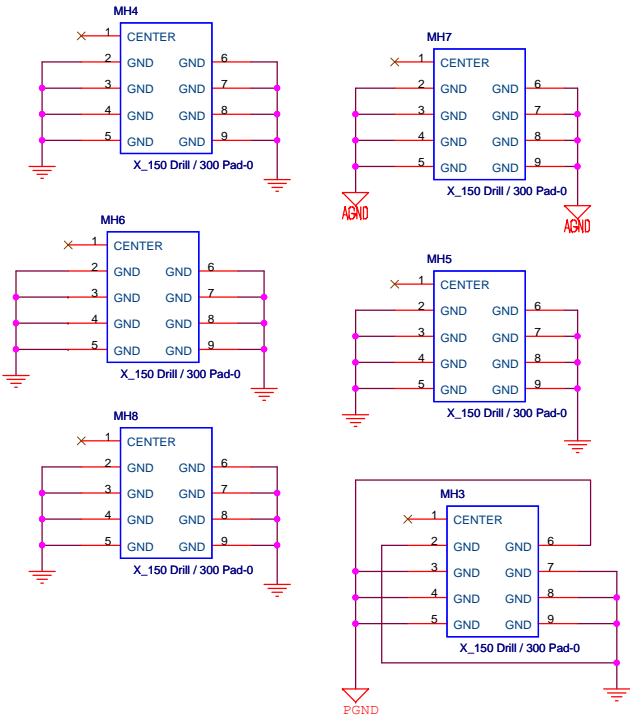 MH4
1 CENTER
2 GND GND 6
3 GND GND 7
4 GND GND 8
5 GND GND 9
X_150 Drill / 300 Pad-0
MH7
1 CENTER
2 GND GND 6
3 GND GND 7
4 GND GND 8
5 GND GND 9
X_150 Drill / 300 Pad-0
AGND
AGND
MH6
1 CENTER
2 GND GND 6
3 GND GND 7
4 GND GND 8
5 GND GND 9
X_150 Drill / 300 Pad-0
MH5
1 CENTER
2 GND GND 6
3 GND GND 7
4 GND GND 8
5 GND GND 9
X_150 Drill / 300 Pad-0
MH8
1 CENTER
2 GND GND 6
3 GND GND 7
4 GND GND 8
5 GND GND 9
X_150 Drill / 300 Pad-0
MH3
1 CENTER
2 GND GND 6
3 GND GND 7
4 GND GND 8
5 GND GND 9
X_150 Drill / 300 Pad-0
PGND